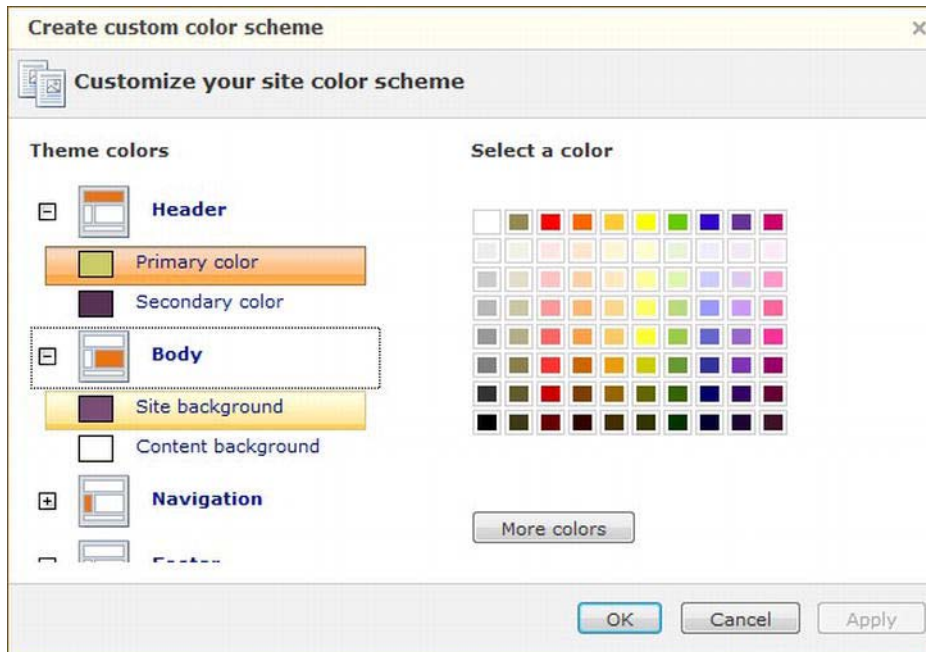 Create custom color scheme
Customize your site color scheme
Theme colors
Header
Primary color
Secondary color
Body
Site background
Content background
Navigation
Select a color
More colors
OK
Cancel
Apply